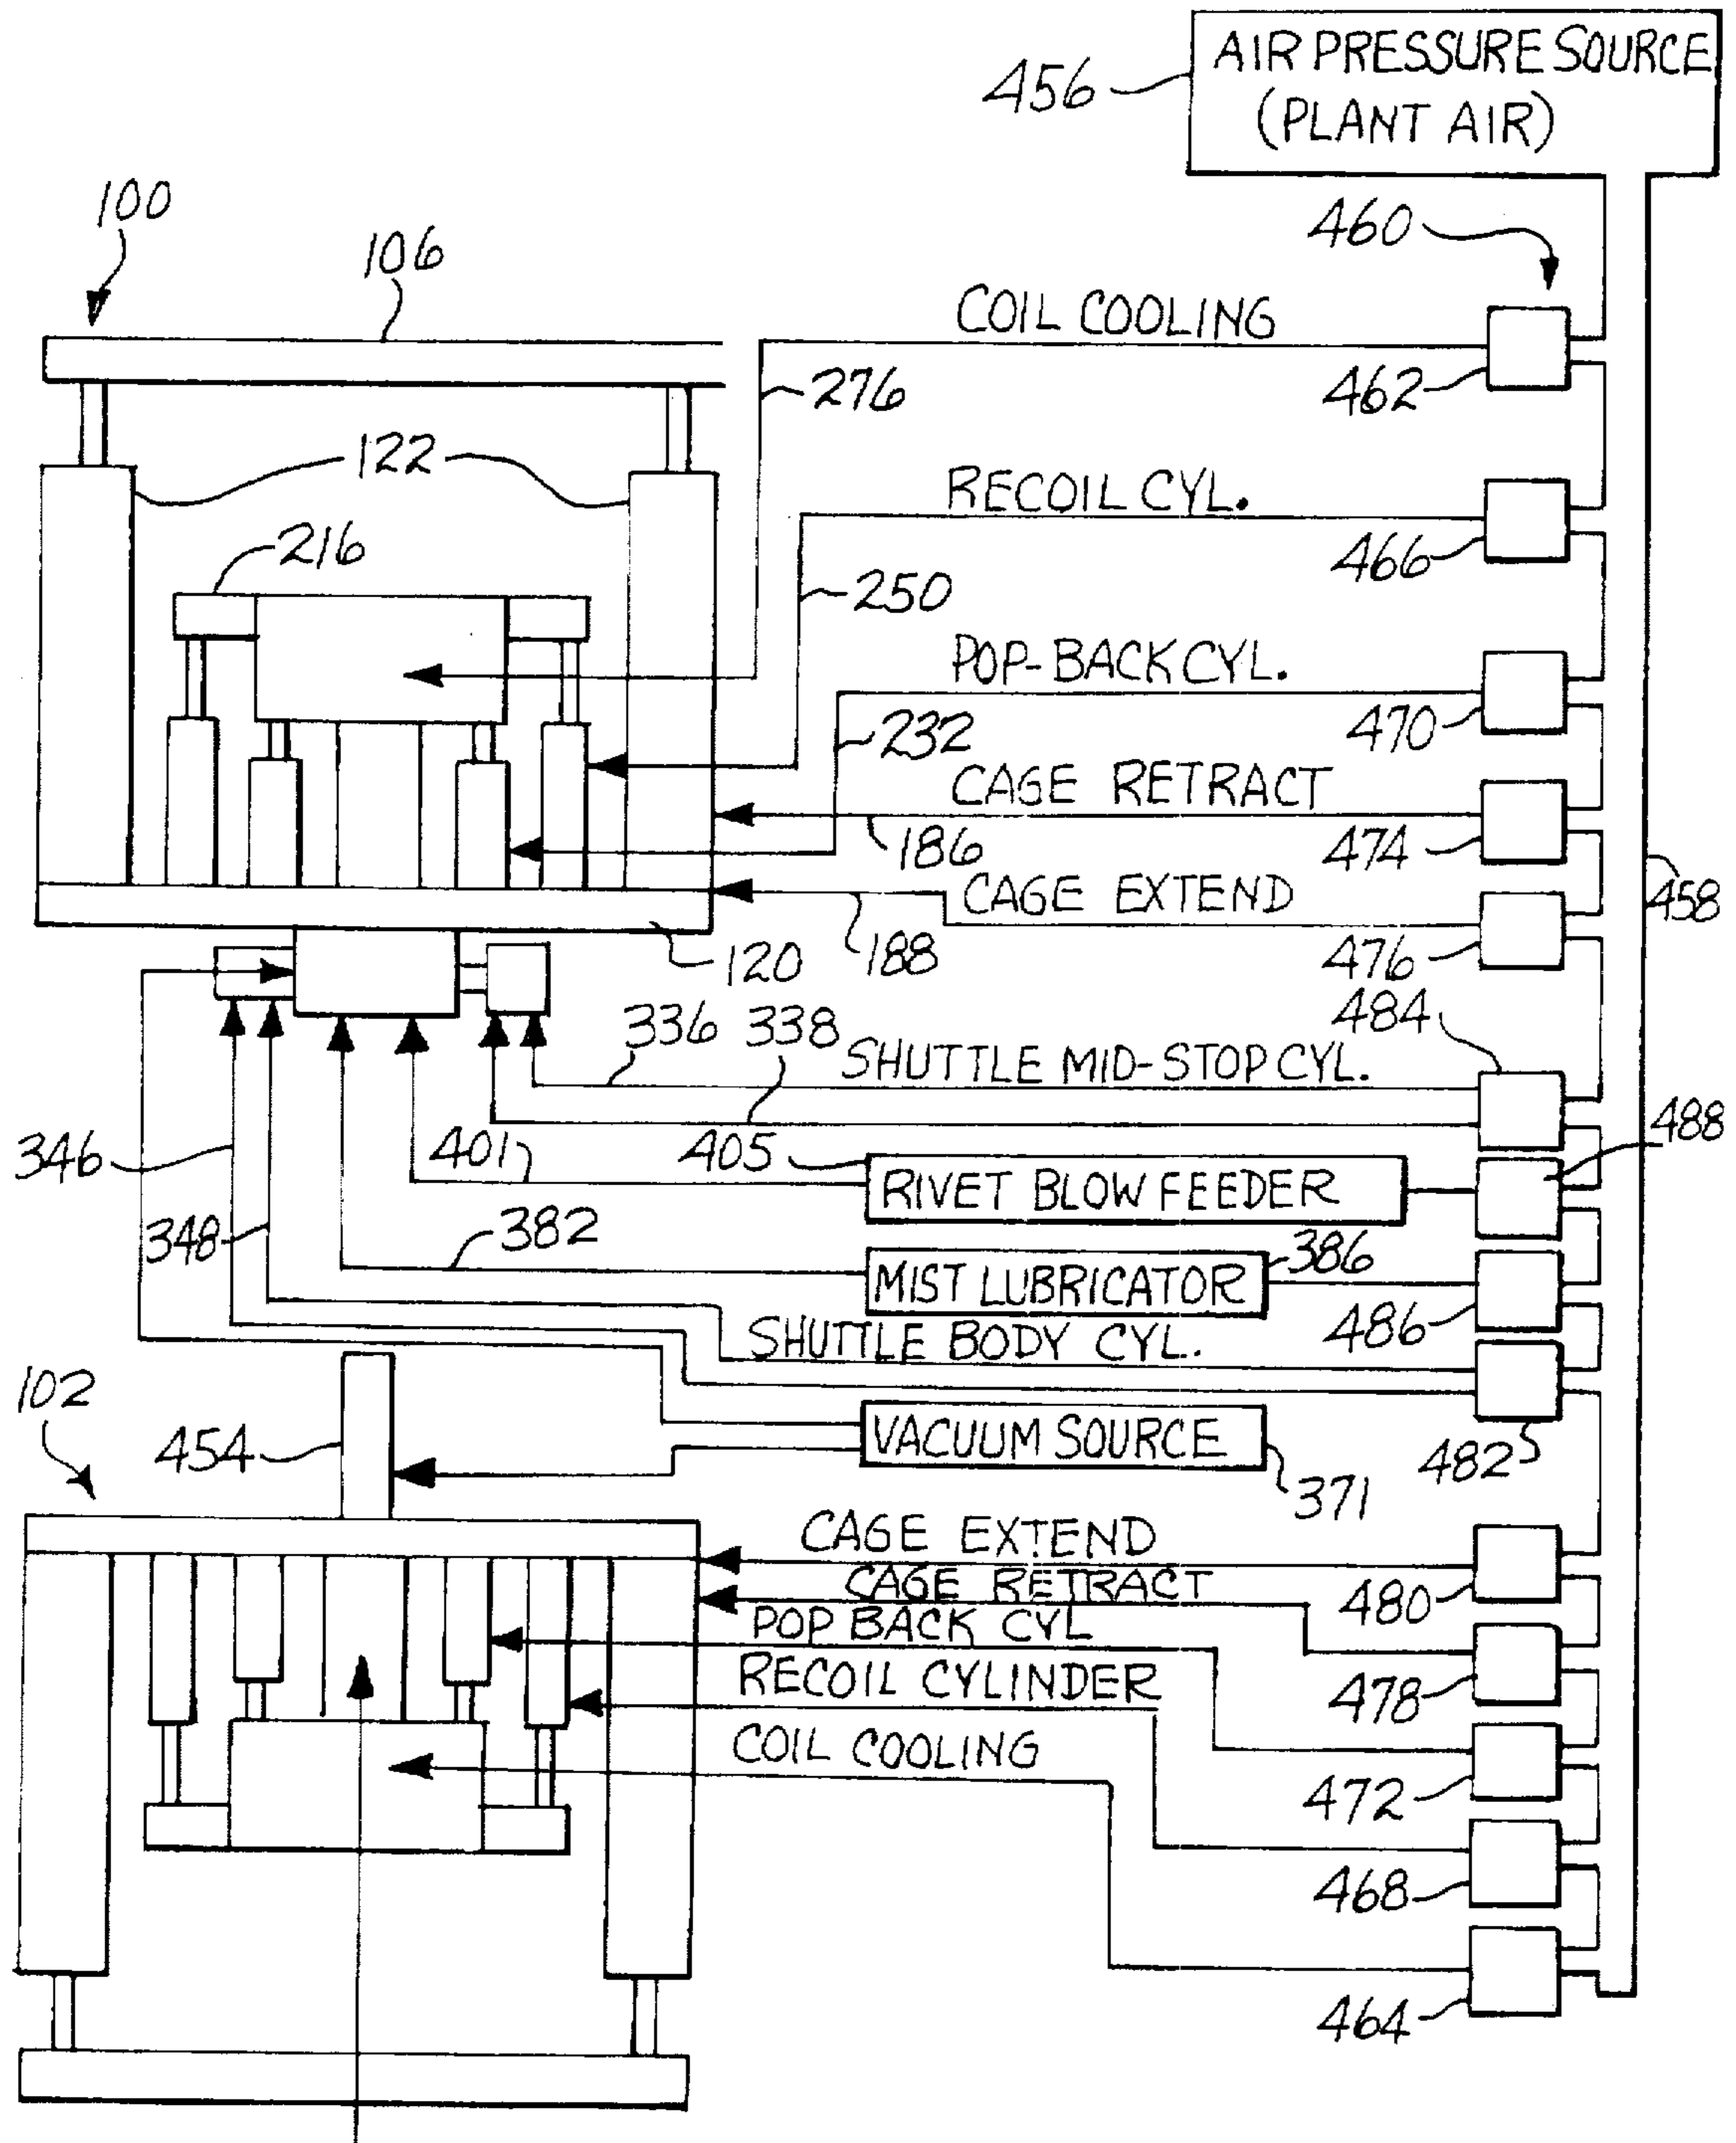 AIR PRESSURE SOURCE
(PLANT AIR)
456
100
106
460
COIL COOLING
276
462
122
RECOIL CYL.
466
216
250
POP-BACK CYL.
470
232
CAGE RETRACT
186
474
458
CAGE EXTEND
188
476
120
484
336 338
SHUTTLE MID-STOP CYL.
488
346
401
405
RIVET BLOW FEEDER
348
382
386
MIST LUBRICATOR
486
SHUTTLE BODY CYL.
102
454
VACUUM SOURCE
482
371
CAGE EXTEND
480
CAGE RETRACT
POP BACK CYL
478
RECOIL CYLINDER
COIL COOLING
472
468
464